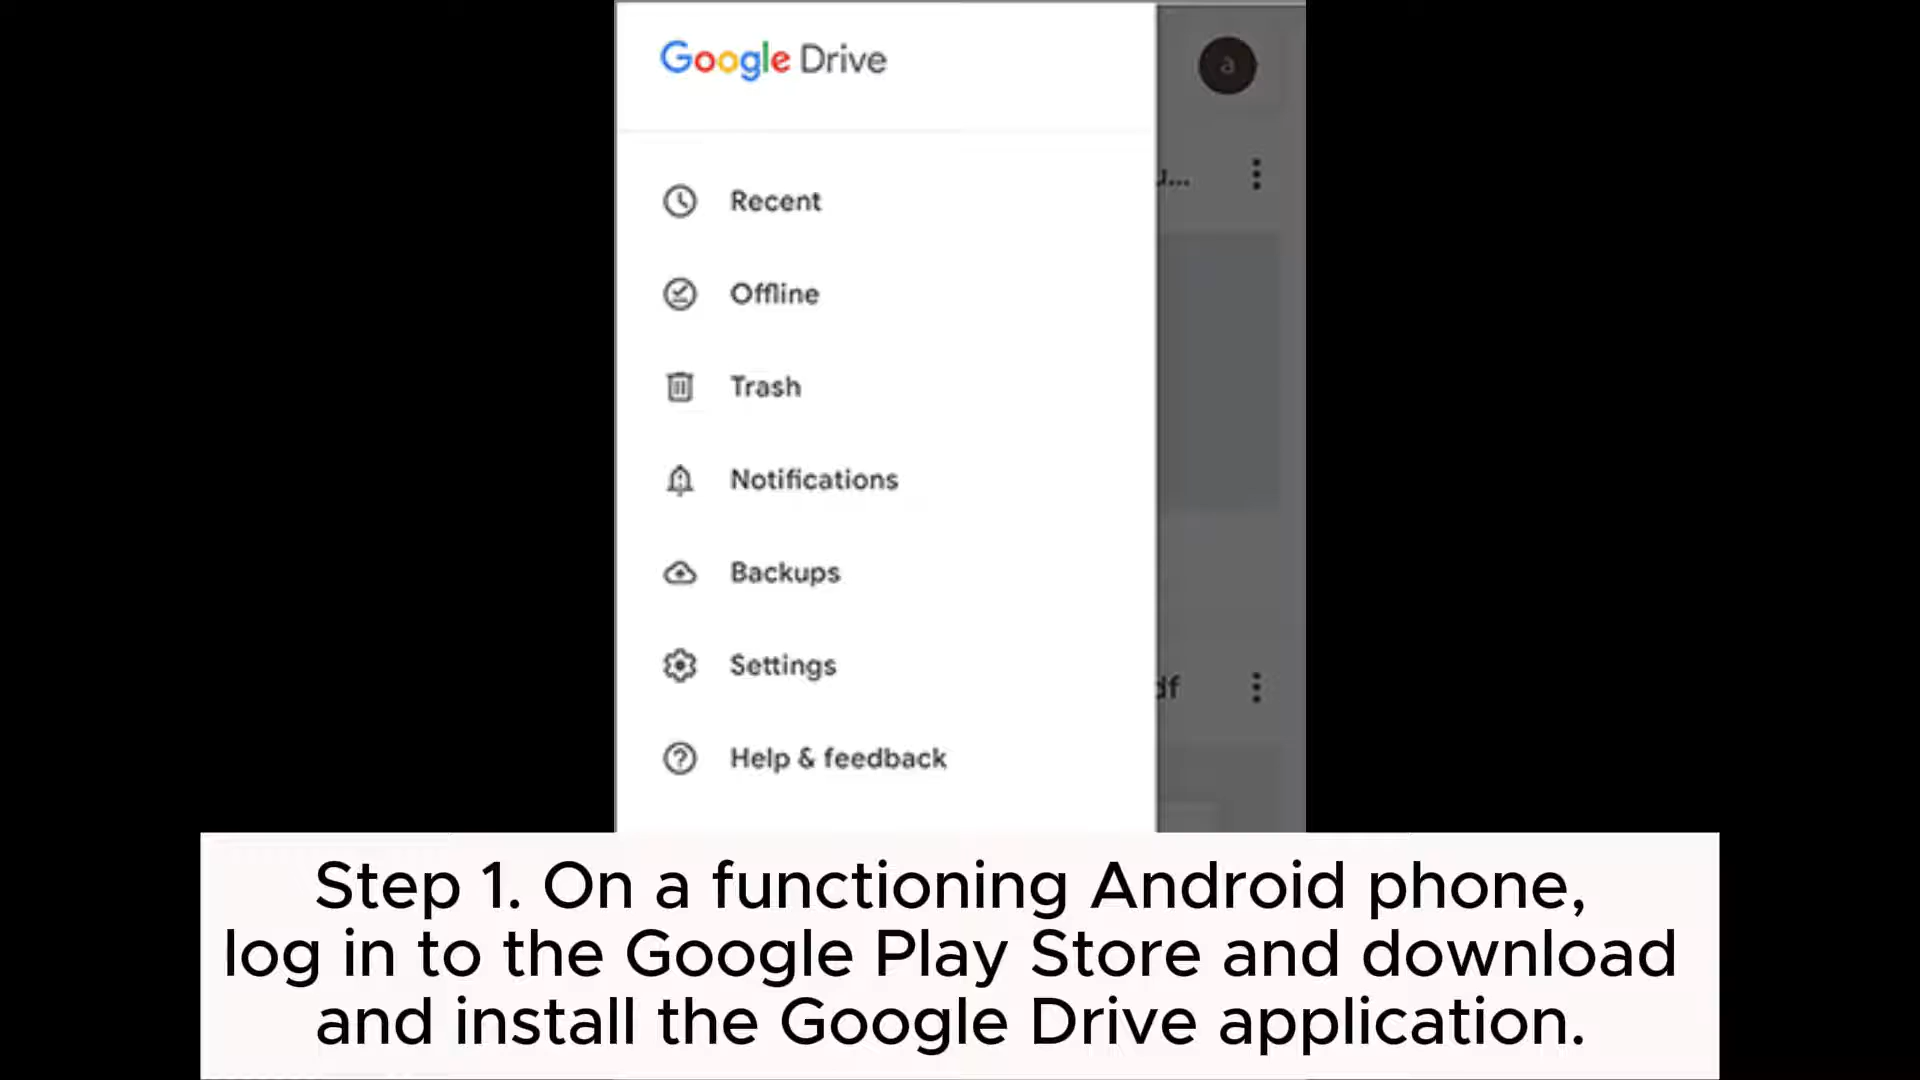 Google Drive
a
...
Recent
Offline
Trash
Notifications
Backups
Settings
df
Help & feedback
Step 1. On a functioning Android phone,
log in to the Google Play Store and download
and install the Google Drive application.